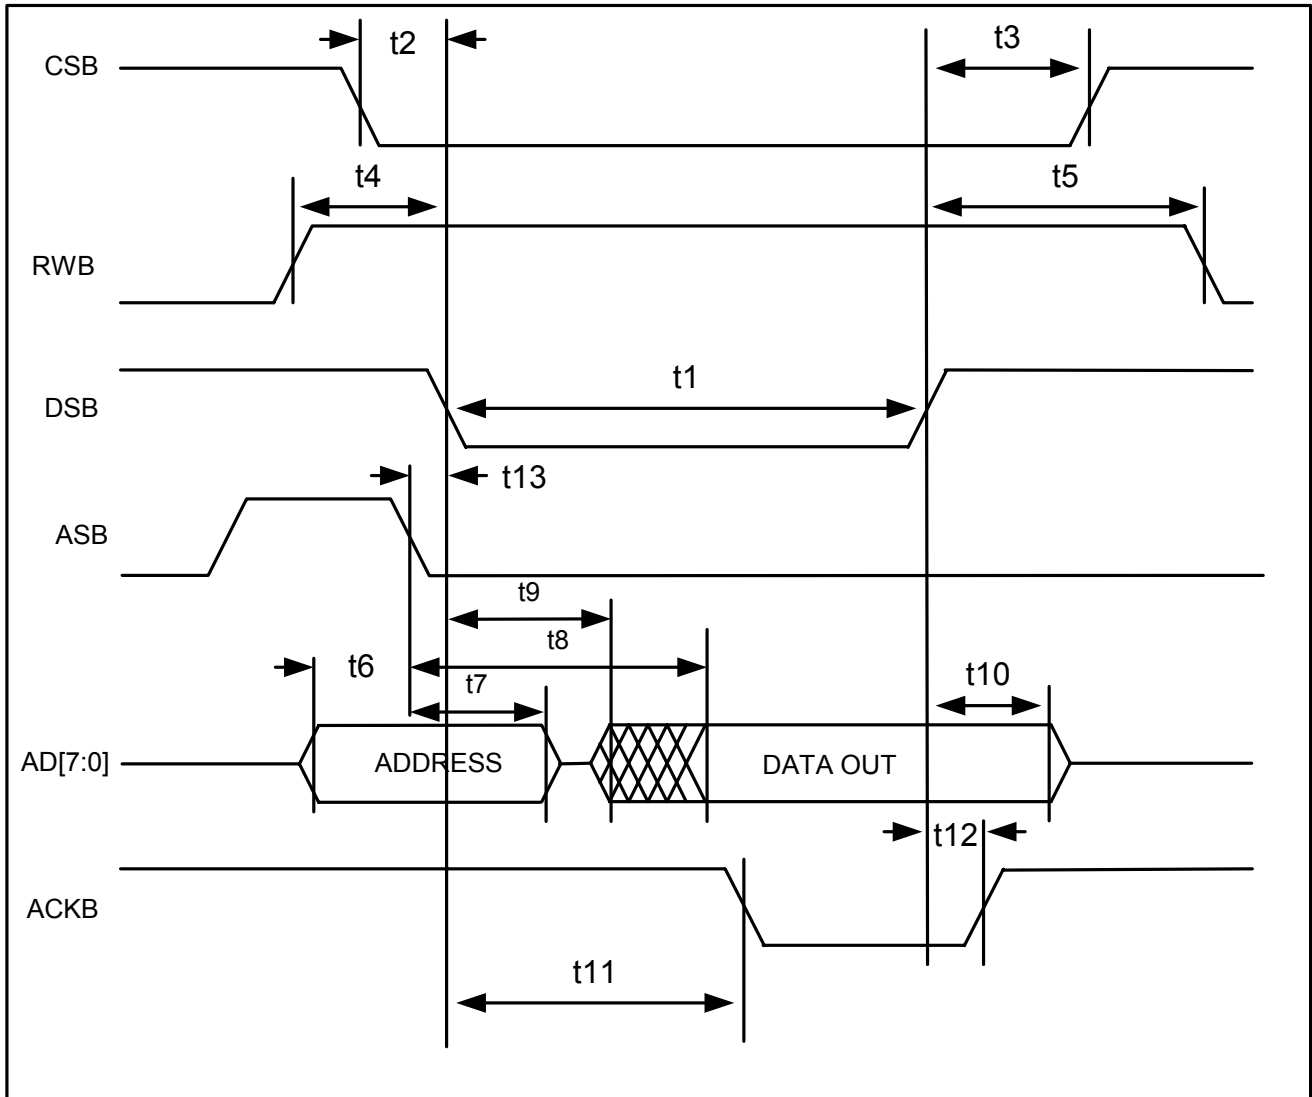 t2
t3
CSB
t4
t5
RWB
t1
DSB
t13
ASB
t9
t8
t6
t7
t10
AD[7:0]
ADDRESS
DATA OUT
t12
ACKB
t11